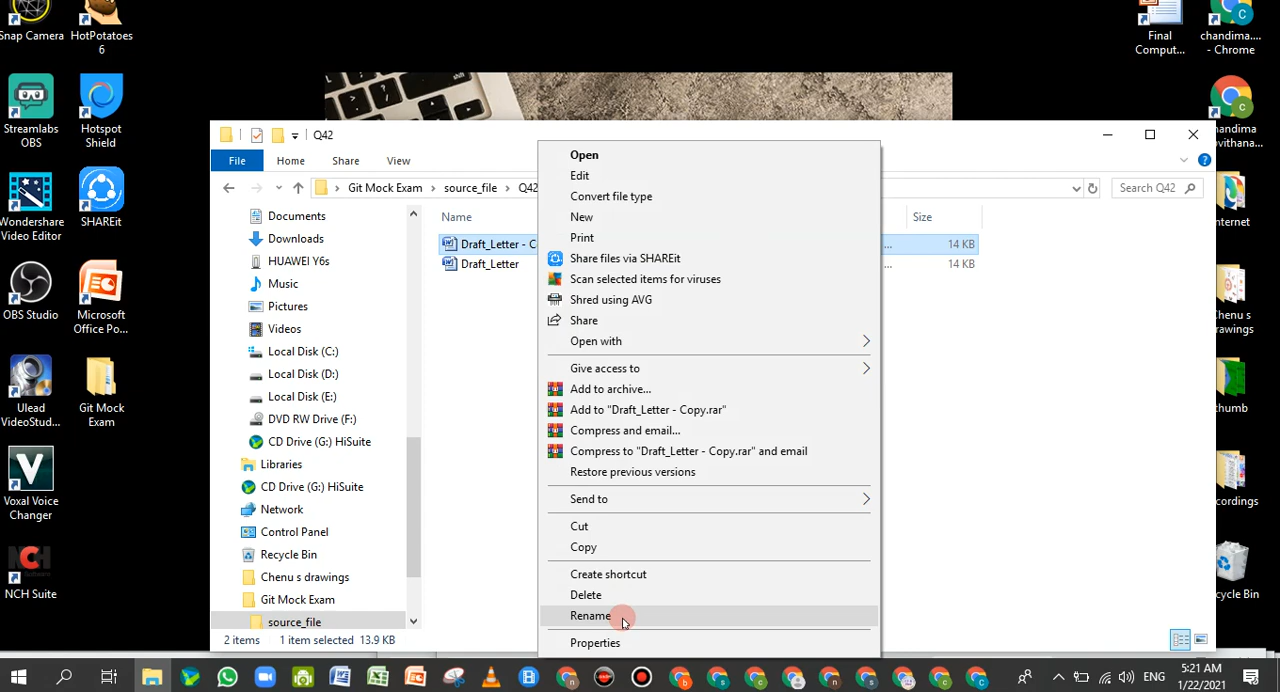 Snap Camera
HotPotatoes
6
Final
Comput...
chandima....
- Chrome
Streamlabs
OBS
Hotspot
Shield
Wondershare
Video Editor
SHAREit
OBS Studio
Microsoft
Office Po...
Ulead
VideoStud...
Git Mock
Exam
Voxal Voice
Changer
NCH Suite
Q42
File
Home
Share
View
Git Mock Exam
source_file
Q42
Search Q42
Documents
Downloads
HUAWEI Y6s
Music
Pictures
Videos
Local Disk (C:)
Local Disk (D:)
Local Disk (E:)
DVD RW Drive (F:)
CD Drive (G:) HiSuite
Libraries
CD Drive (G:) HiSuite
Network
Control Panel
Recycle Bin
Chenu s drawings
Git Mock Exam
source_file
Name
Size
Draft_Letter - C
... 14 KB
Draft_Letter
... 14 KB
Open
Edit
Convert file type
New
Print
Share files via SHAREit
Scan selected items for viruses
Shred using AVG
Share
Open with
Give access to
Add to archive...
Add to "Draft_Letter - Copy.rar"
Compress and email...
Compress to "Draft_Letter - Copy.rar" and email
Restore previous versions
Send to
Cut
Copy
Create shortcut
Delete
Rename
Properties
2 items
1 item selected 13.9 KB
handima
ovithana...
nternet
Chenu s
rawings
thumb
cordings
cycle Bin
ENG
5:21 AM
1/22/2021